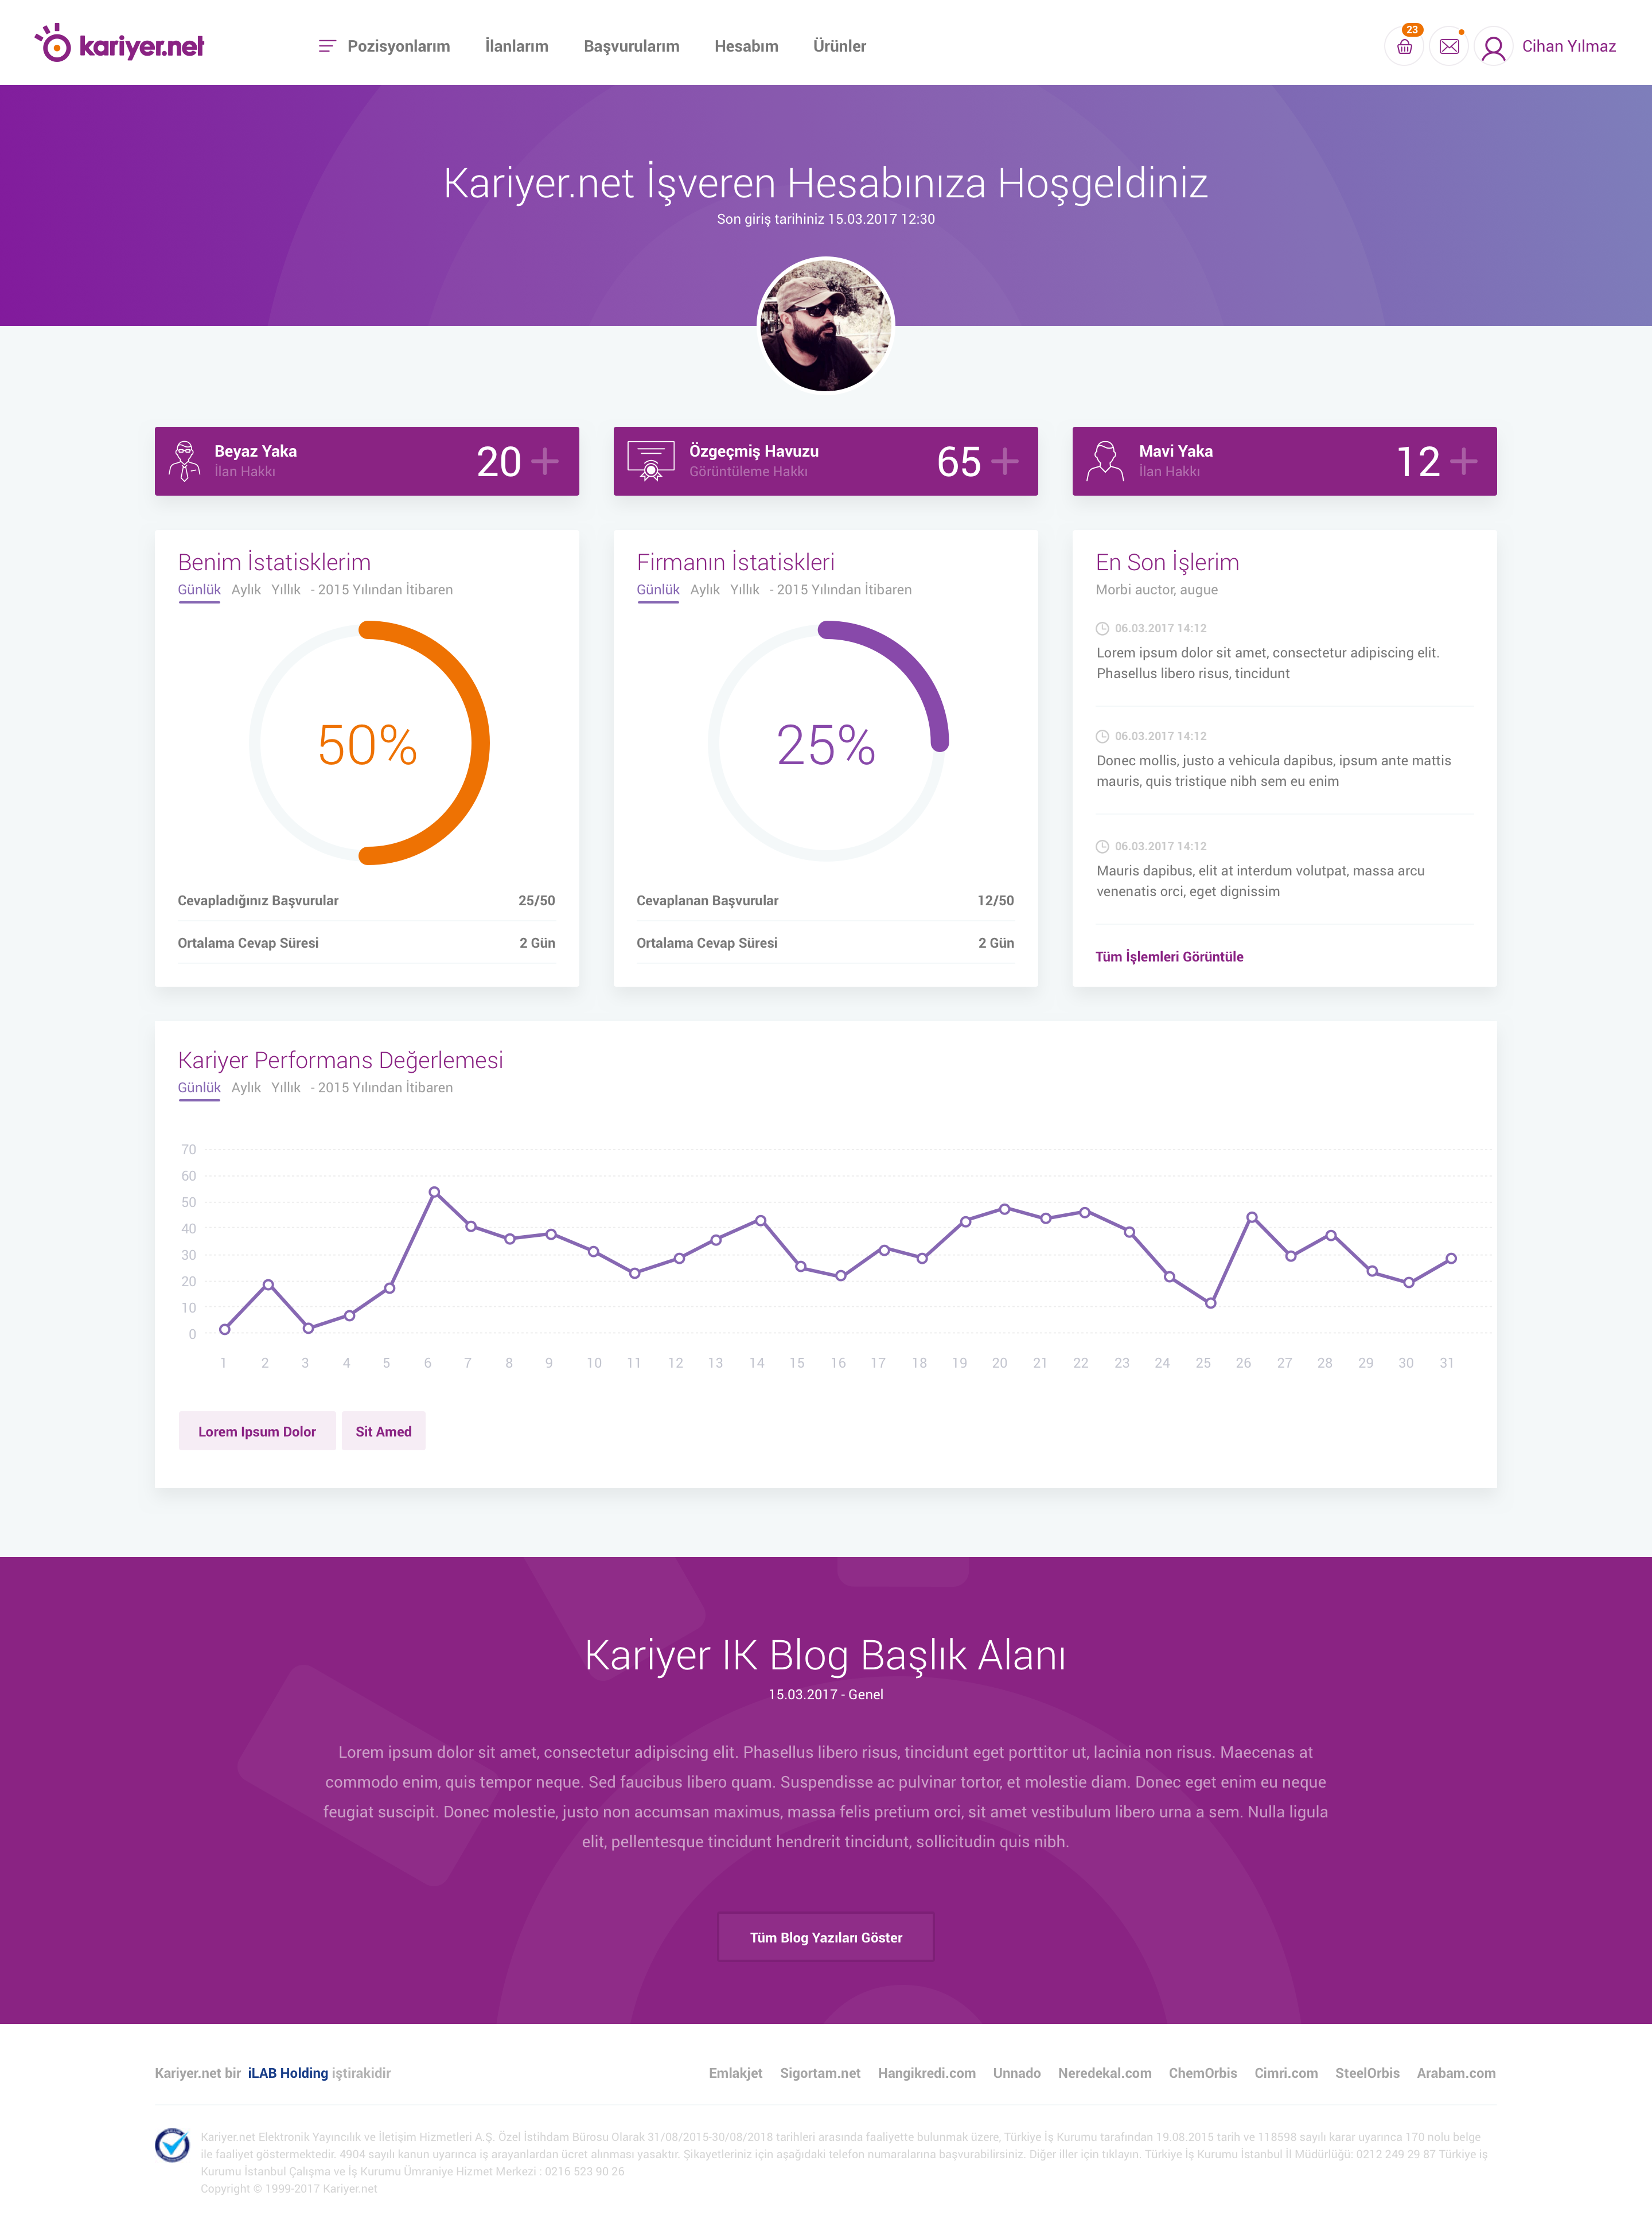 kariyer.net
Pozisyonlarım İlanlarım Başvurularım Hesabım Ürünler
23
Cihan Yılmaz
Kariyer.net İşveren Hesabınıza Hoşgeldiniz
Son giriş tarihiniz 15.03.2017 12:30
Beyaz Yaka
İlan Hakkı
20 +
Özgeçmiş Havuzu
Görüntüleme Hakkı
65 +
Mavi Yaka
İlan Hakkı
12 +
Benim İstatisklerim
Günlük Aylık Yıllık - 2015 Yılından İtibaren
50%
Cevapladığınız Başvurular 25/50
Ortalama Cevap Süresi 2 Gün
Firmanın İstatiskleri
Günlük Aylık Yıllık - 2015 Yılından İtibaren
25%
Cevaplanan Başvurular 12/50
Ortalama Cevap Süresi 2 Gün
En Son İşlerim
Morbi auctor, augue
06.03.2017 14:12
Lorem ipsum dolor sit amet, consectetur adipiscing elit.
Phasellus libero risus, tincidunt
06.03.2017 14:12
Donec mollis, justo a vehicula dapibus, ipsum ante mattis
mauris, quis tristique nibh sem eu enim
06.03.2017 14:12
Mauris dapibus, elit at interdum volutpat, massa arcu
venenatis orci, eget dignissim
Tüm İşlemleri Görüntüle
Kariyer Performans Değerlemesi
Günlük Aylık Yıllık - 2015 Yılından İtibaren
70
60
50
40
30
20
10
0
1 2 3 4 5 6 7 8 9 10 11 12 13 14 15 16 17 18 19 20 21 22 23 24 25 26 27 28 29 30 31
Lorem Ipsum Dolor Sit Amed
Kariyer IK Blog Başlık Alanı
15.03.2017 - Genel
Lorem ipsum dolor sit amet, consectetur adipiscing elit. Phasellus libero risus, tincidunt eget porttitor ut, lacinia non risus. Maecenas at
commodo enim, quis tempor neque. Sed faucibus libero quam. Suspendisse ac pulvinar tortor, et molestie diam. Donec eget enim eu neque
feugiat suscipit. Donec molestie, justo non accumsan maximus, massa felis pretium orci, sit amet vestibulum libero urna a sem. Nulla ligula
elit, pellentesque tincidunt hendrerit tincidunt, sollicitudin quis nibh.
Tüm Blog Yazıları Göster
Kariyer.net bir iLAB Holding iştirakidir
Emlakjet Sigortam.net Hangikredi.com Unnado Neredekal.com ChemOrbis Cimri.com SteelOrbis Arabam.com
Kariyer.net Elektronik Yayıncılık ve İletişim Hizmetleri A.Ş. Özel İstihdam Bürosu Olarak 31/08/2015-30/08/2018 tarihleri arasında faaliyette bulunmak üzere, Türkiye İş Kurumu tarafından 19.08.2015 tarih ve 118598 sayılı karar uyarınca 170 nolu belge
ile faaliyet göstermektedir. 4904 sayılı kanun uyarınca iş arayanlardan ücret alınması yasaktır. Şikayetleriniz için aşağıdaki telefon numaralarına başvurabilirsiniz. Diğer iller için tıklayın. Türkiye İş Kurumu İstanbul İl Müdürlüğü: 0212 249 29 87 Türkiye iş
Kurumu İstanbul Çalışma ve İş Kurumu Ümraniye Hizmet Merkezi : 0216 523 90 26
Copyright © 1999-2017 Kariyer.net